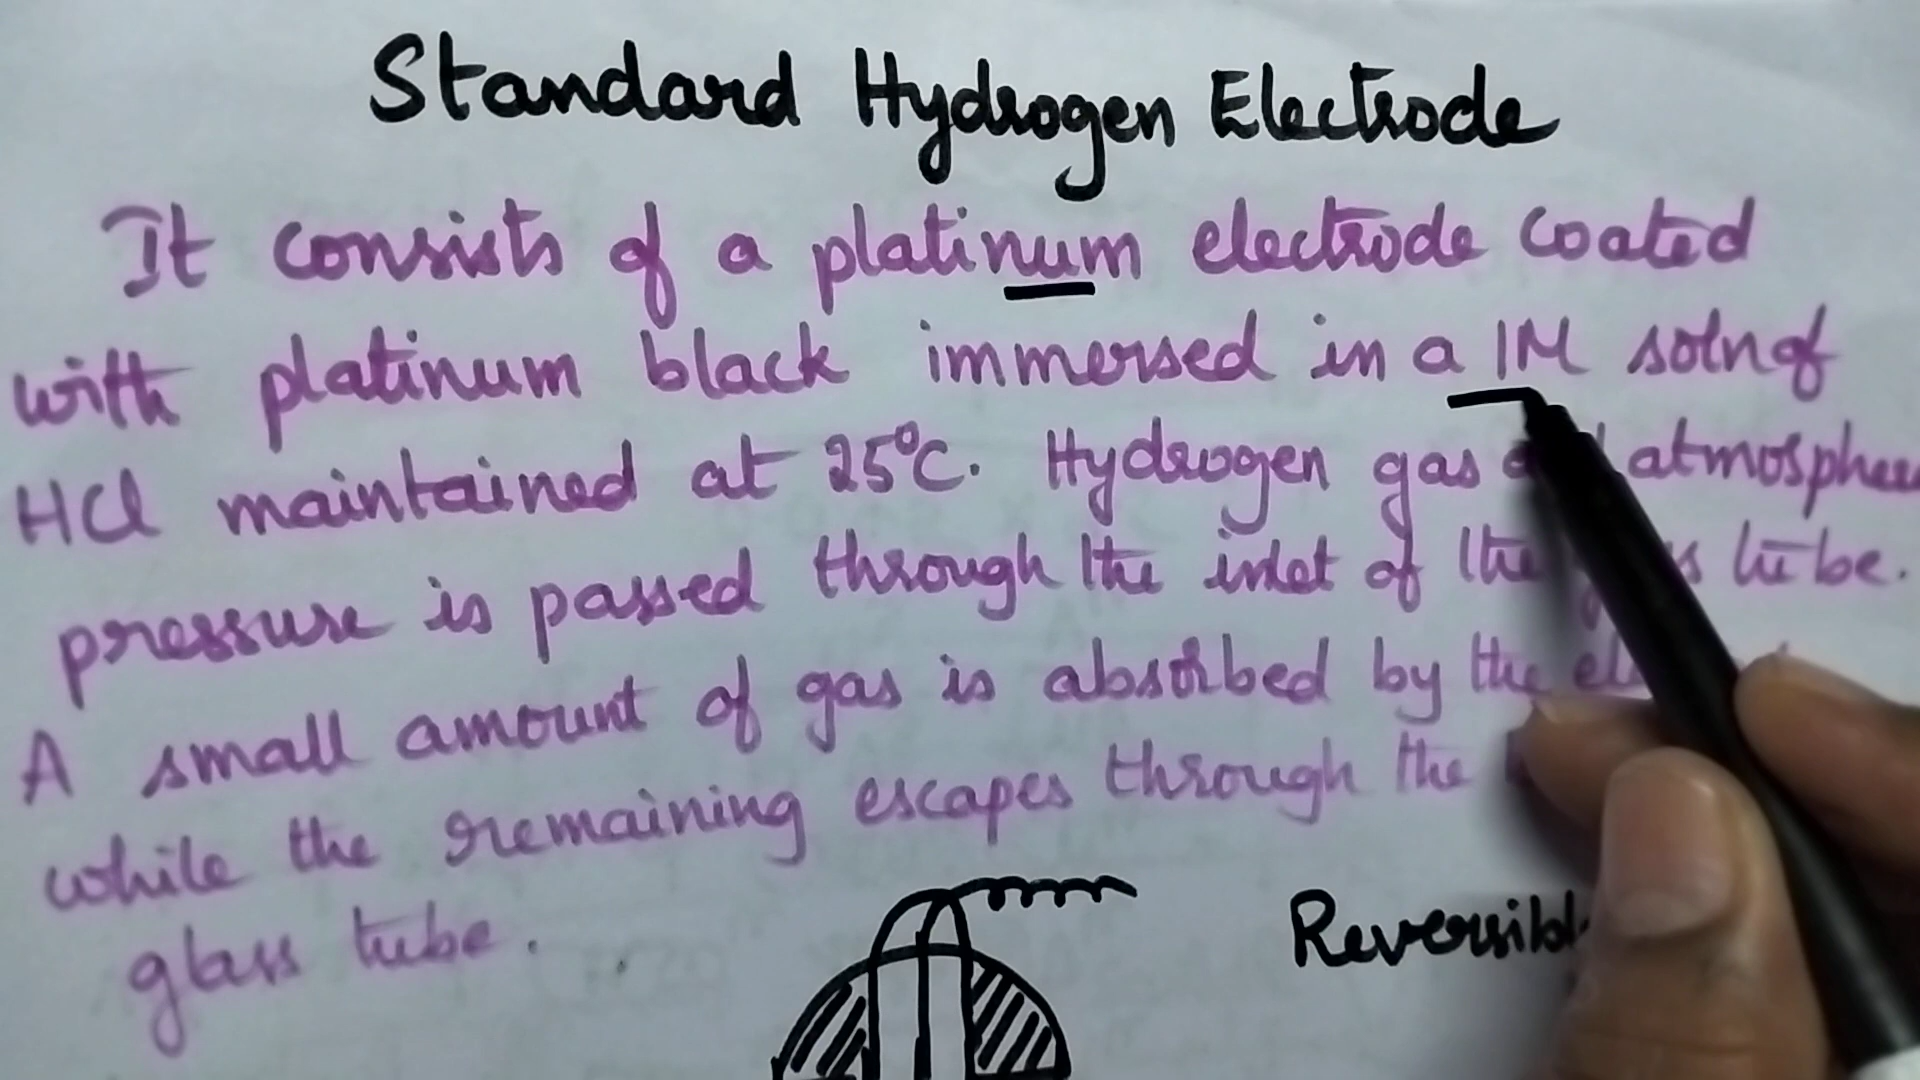 Standard Hydrogen Electrode
It consists of a platinum electrode coated
with platinum black immersed in a 1M soln of
HCl maintained at 25°C. Hydrogen gas
pressure is passed through the inlet of the tube.
A small amount of gas is absorbed by the
while the remaining escapes through the
glass tube.